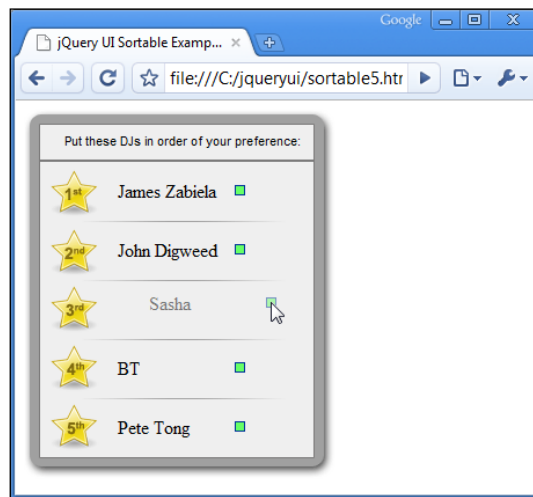 Google
jQuery UI Sortable Examp...
file:///C:/jqueryui/sortable5.htr
Put these DJs in order of your preference:
1st James Zabiela
2nd John Digweed
3rd Sasha
4th BT
5th Pete Tong